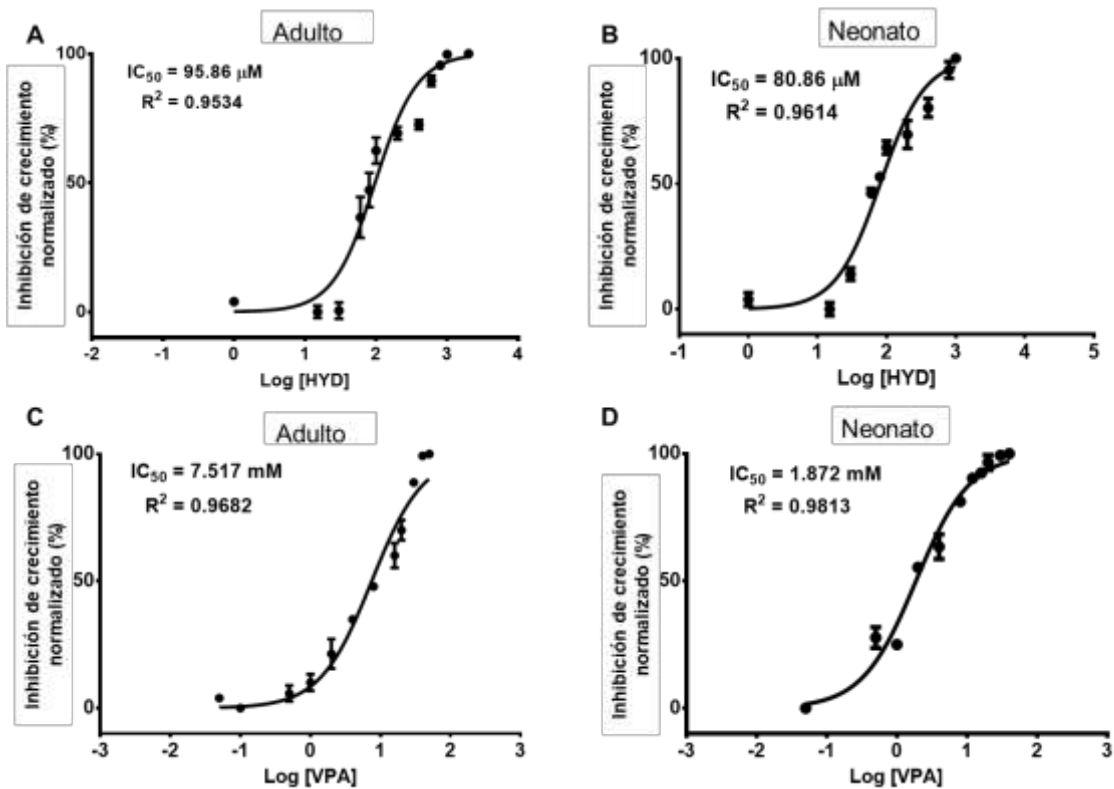 A
Adulto
IC50 = 95.86 µM
R2 = 0.9534
Inhibición de crecimiento
normalizado (%)
100
50
0
-2 -1 0 1 2 3 4
Log [HYD]
B
Neonato
IC50 = 80.86 µM
R2 = 0.9614
Inhibición de crecimiento
normalizado (%)
100
50
0
-1 0 1 2 3 4 5
Log [HYD]
C
Adulto
IC50 = 7.517 mM
R2 = 0.9682
Inhibición de crecimiento
normalizado (%)
100
50
0
-3 -2 -1 0 1 2 3
Log [VPA]
D
Neonato
IC50 = 1.872 mM
R2 = 0.9813
Inhibición de crecimiento
normalizado (%)
100
50
0
-3 -2 -1 0 1 2 3
Log [VPA]